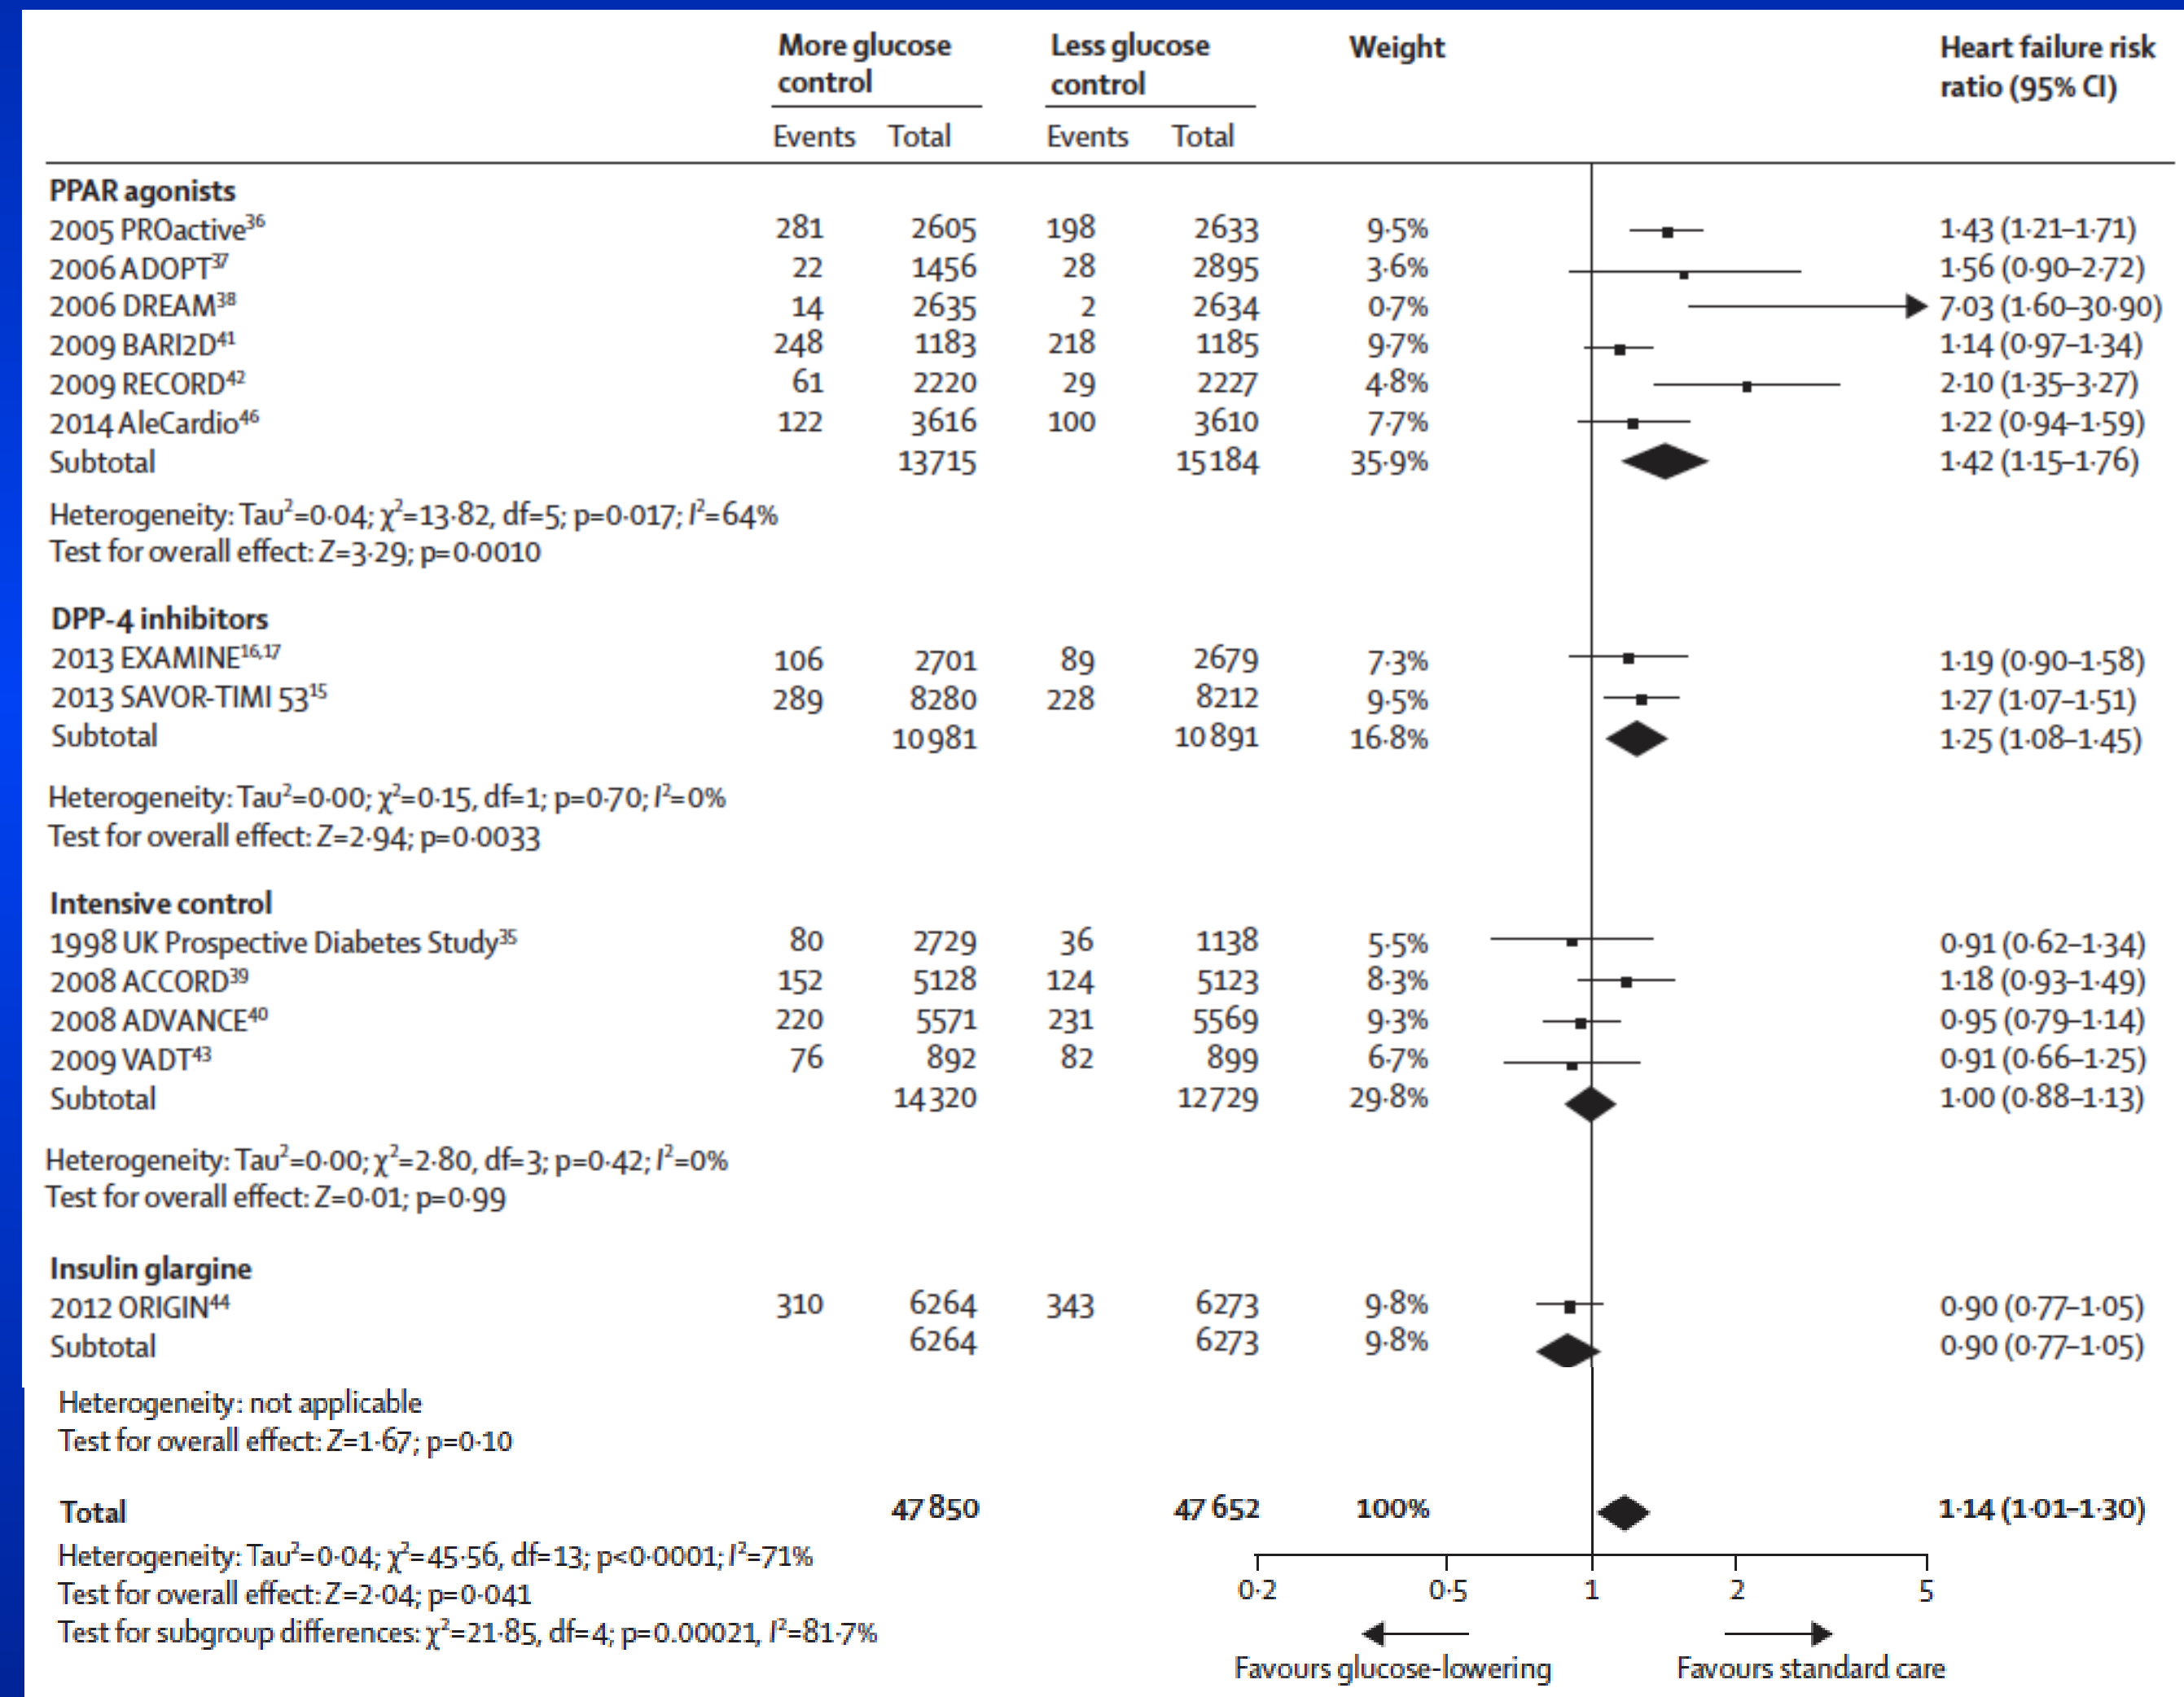 More glucose control Less glucose control Weight Heart failure risk ratio (95% CI)
Events Total Events Total
PPAR agonists
2005 PROactive³⁶ 281 2605 198 2633 9·5% 1·43 (1·21–1·71)
2006 ADOPT³⁷ 22 1456 28 2895 3·6% 1·56 (0·90–2·72)
2006 DREAM³⁸ 14 2635 2 2634 0·7% 7·03 (1·60–30·90)
2009 BARI2D⁴¹ 248 1183 218 1185 9·7% 1·14 (0·97–1·34)
2009 RECORD⁴² 61 2220 29 2227 4·8% 2·10 (1·35–3·27)
2014 AleCardio⁴⁶ 122 3616 100 3610 7·7% 1·22 (0·94–1·59)
Subtotal 13715 15184 35·9% 1·42 (1·15–1·76)
Heterogeneity: Tau²=0·04; χ²=13·82, df=5; p=0·017; I²=64%
Test for overall effect: Z=3·29; p=0·0010
DPP-4 inhibitors
2013 EXAMINE¹⁶,¹⁷ 106 2701 89 2679 7·3% 1·19 (0·90–1·58)
2013 SAVOR-TIMI 53¹⁵ 289 8280 228 8212 9·5% 1·27 (1·07–1·51)
Subtotal 10981 10891 16·8% 1·25 (1·08–1·45)
Heterogeneity: Tau²=0·00; χ²=0·15, df=1; p=0·70; I²=0%
Test for overall effect: Z=2·94; p=0·0033
Intensive control
1998 UK Prospective Diabetes Study³⁵ 80 2729 36 1138 5·5% 0·91 (0·62–1·34)
2008 ACCORD³⁹ 152 5128 124 5123 8·3% 1·18 (0·93–1·49)
2008 ADVANCE⁴⁰ 220 5571 231 5569 9·3% 0·95 (0·79–1·14)
2009 VADT⁴³ 76 892 82 899 6·7% 0·91 (0·66–1·25)
Subtotal 14320 12729 29·8% 1·00 (0·88–1·13)
Heterogeneity: Tau²=0·00; χ²=2·80, df=3; p=0·42; I²=0%
Test for overall effect: Z=0·01; p=0·99
Insulin glargine
2012 ORIGIN⁴⁴ 310 6264 343 6273 9·8% 0·90 (0·77–1·05)
Subtotal 6264 6273 9·8% 0·90 (0·77–1·05)
Heterogeneity: not applicable
Test for overall effect: Z=1·67; p=0·10
Total 47850 47652 100% 1·14 (1·01–1·30)
Heterogeneity: Tau²=0·04; χ²=45·56, df=13; p<0·0001; I²=71%
Test for overall effect: Z=2·04; p=0·041
Test for subgroup differences: χ²=21·85, df=4; p=0.00021, I²=81·7%
0·2 0·5 1 2 5
Favours glucose-lowering Favours standard care